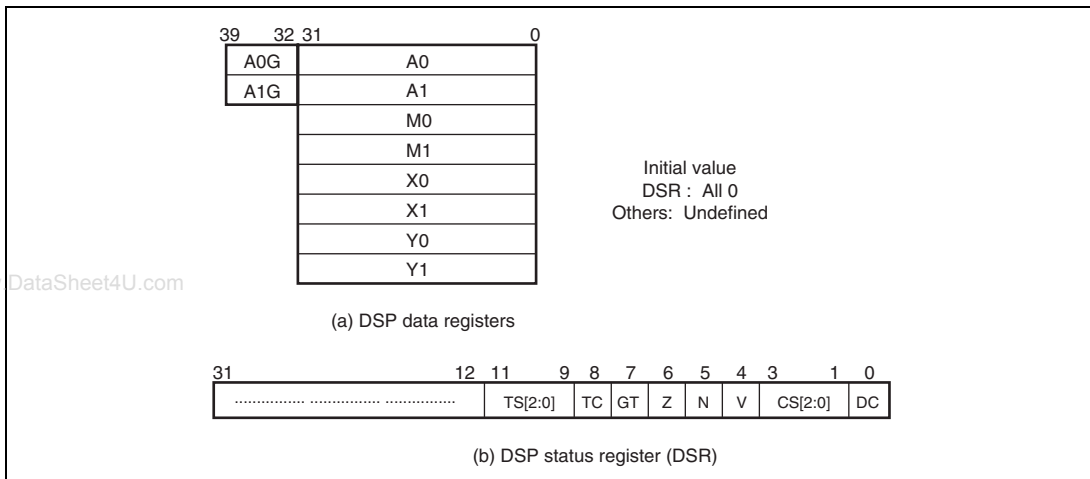 39 32 31 0
A0G A0
A1G A1
M0
M1
X0
X1
Y0
Y1
Initial value
DSR : All 0
Others: Undefined
.DataSheet4U.com
(a) DSP data registers
31 12 11 9 8 7 6 5 4 3 1 0
................ ................ ................ TS[2:0] TC GT Z N V CS[2:0] DC
(b) DSP status register (DSR)